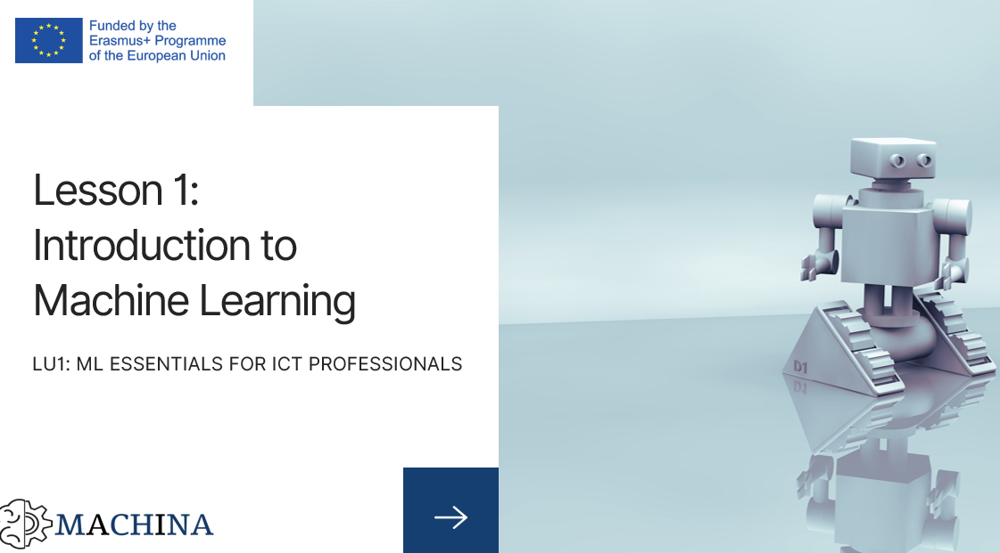 Funded by the
Erasmus+ Programme
of the European Union
Lesson 1:
Introduction to
Machine Learning
LU1: ML ESSENTIALS FOR ICT PROFESSIONALS
D1
MACHINA